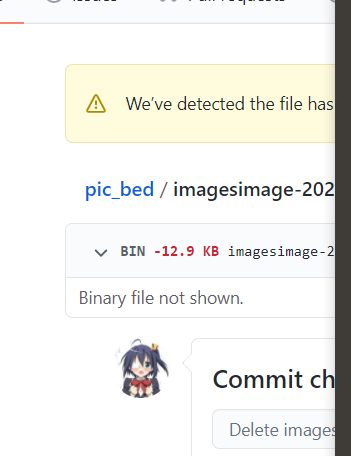 Issues Pull requests
We've detected the file has
pic_bed / imagesimage-202
BIN -12.9 KB imagesimage-2
Binary file not shown.
Commit ch
Delete images